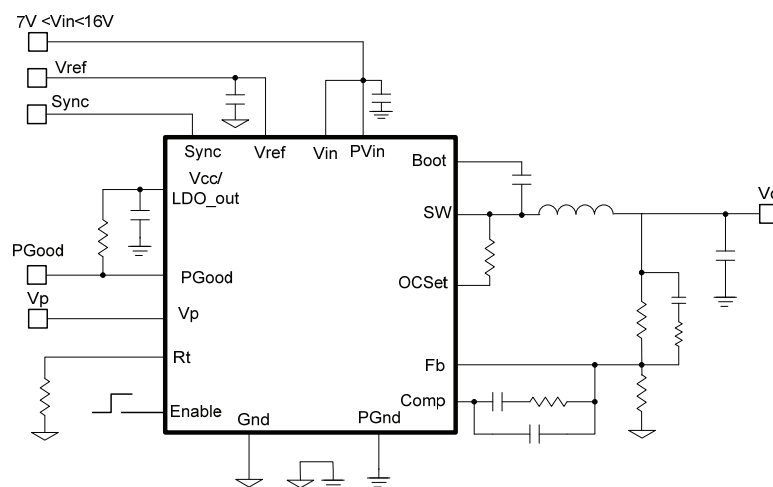 7V <Vin<16V
Vref
Sync
Sync
Vref
Vin
PVin
Boot
Vcc/
LDO_out
SW
PGood
PGood
OCSet
Vp
Vp
Rt
Fb
Enable
Comp
Gnd
PGnd